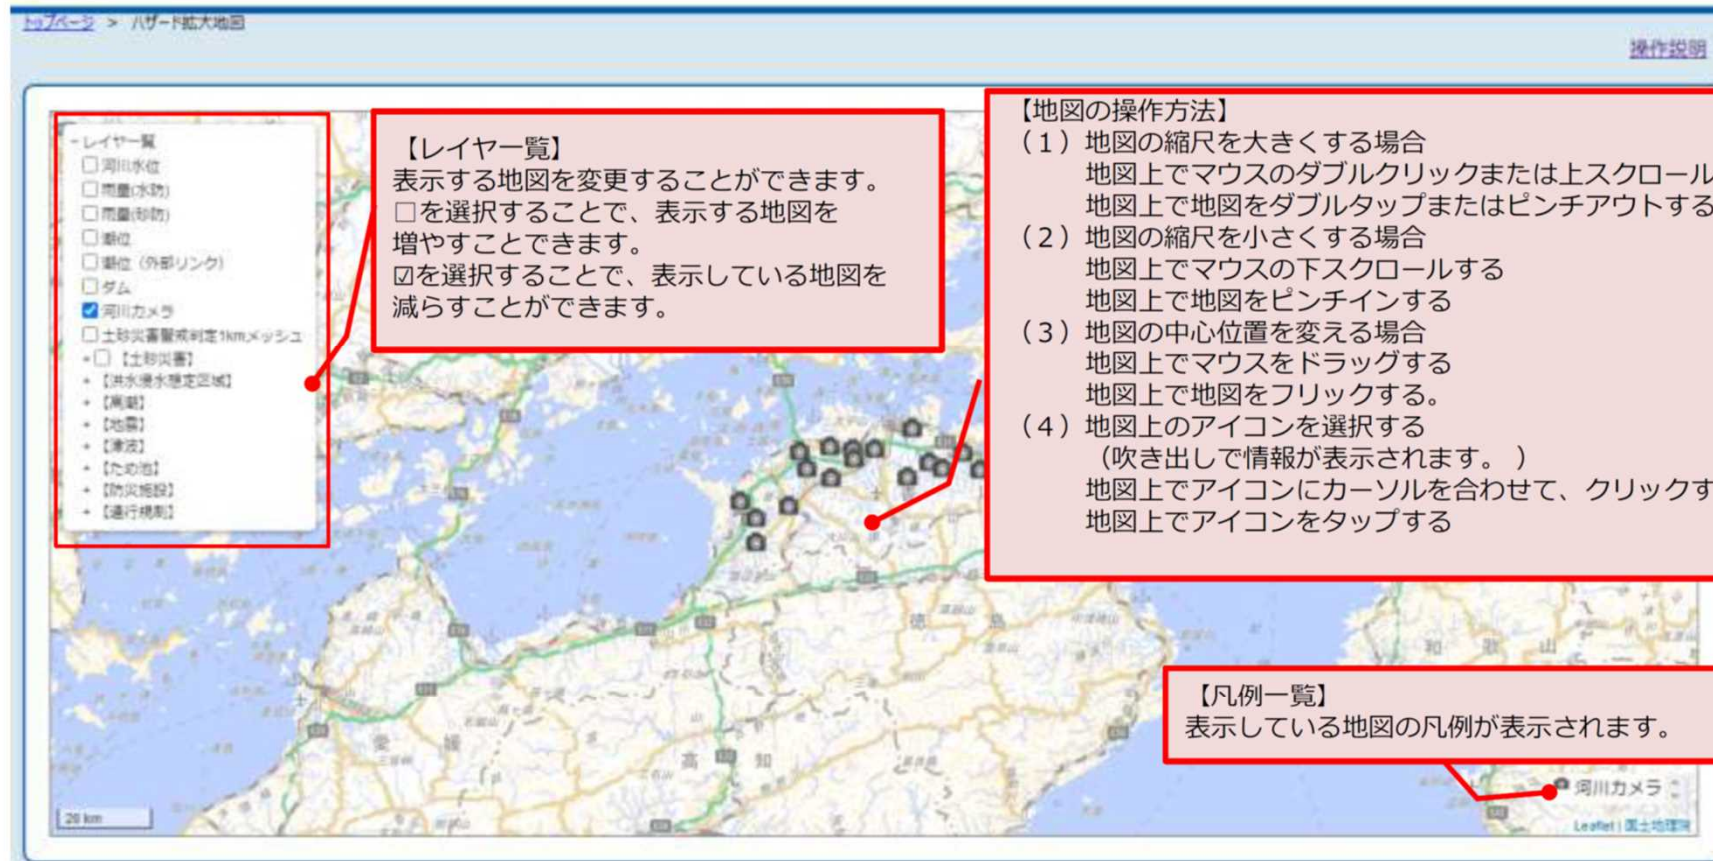 トップページ > ハザード拡大地図
操作説明
- レイヤー覧
河川水位
雨量(水防)
雨量(砂防)
潮位
潮位（外部リンク）
ダム
河川カメラ
土砂災害警戒判定1kmメッシュ
+ 【土砂災害】
+ 【洪水浸水想定区域】
+ 【高潮】
+ 【地震】
+ 【津波】
+ 【ため池】
+ 【防災施設】
+ 【通行規制】
【レイヤー覧】
表示する地図を変更することができます。
□を選択することで、表示する地図を
増やすことできます。
☑を選択することで、表示している地図を
減らすことができます。
【地図の操作方法】
（１）地図の縮尺を大きくする場合
地図上でマウスのダブルクリックまたは上スクロール
地図上で地図をダブルタップまたはピンチアウトする
（２）地図の縮尺を小さくする場合
地図上でマウスの下スクロールする
地図上で地図をピンチインする
（３）地図の中心位置を変える場合
地図上でマウスをドラッグする
地図上で地図をフリックする。
（４）地図上のアイコンを選択する
（吹き出しで情報が表示されます。）
地図上でアイコンにカーソルを合わせて、クリックす
地図上でアイコンをタップする
徳 島
和 歌 山
愛 媛
高 知
【凡例一覧】
表示している地図の凡例が表示されます。
河川カメラ
20 km
Leaflet | 国土地理院